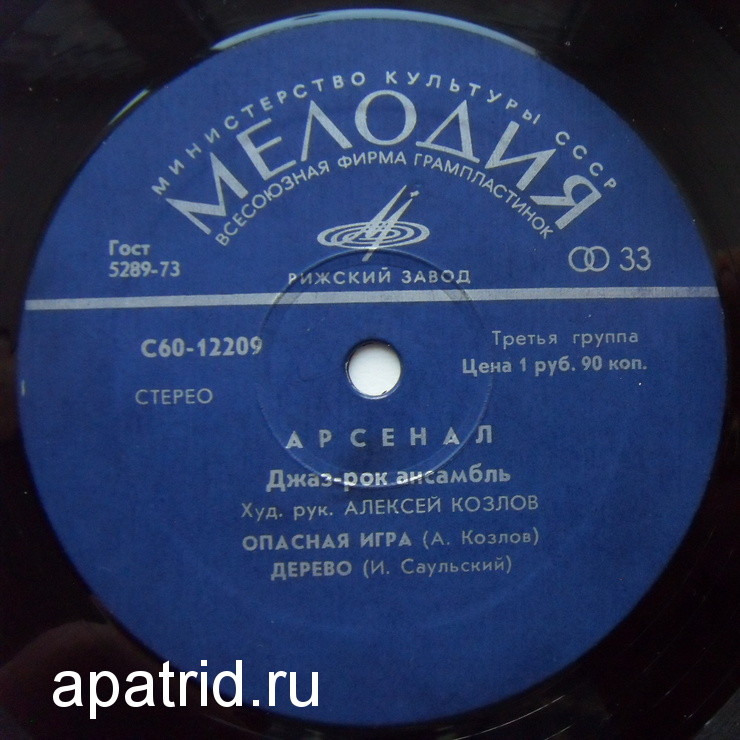 МИНИСТЕРСТВО КУЛЬТУРЫ СССР
МЕЛОДИЯ
ВСЕСОЮЗНАЯ ФИРМА ГРАМПЛАСТИНОК
Гост
5289-73
33
РИЖСКИЙ ЗАВОД
С60-12209
Третья группа
Цена 1 руб. 90 коп.
СТЕРЕО
АРСЕНАЛ
Джаз-рок ансамбль
Худ. рук. АЛЕКСЕЙ КОЗЛОВ
ОПАСНАЯ ИГРА (А. Козлов)
ДЕРЕВО (И. Саульский)
apatrid.ru